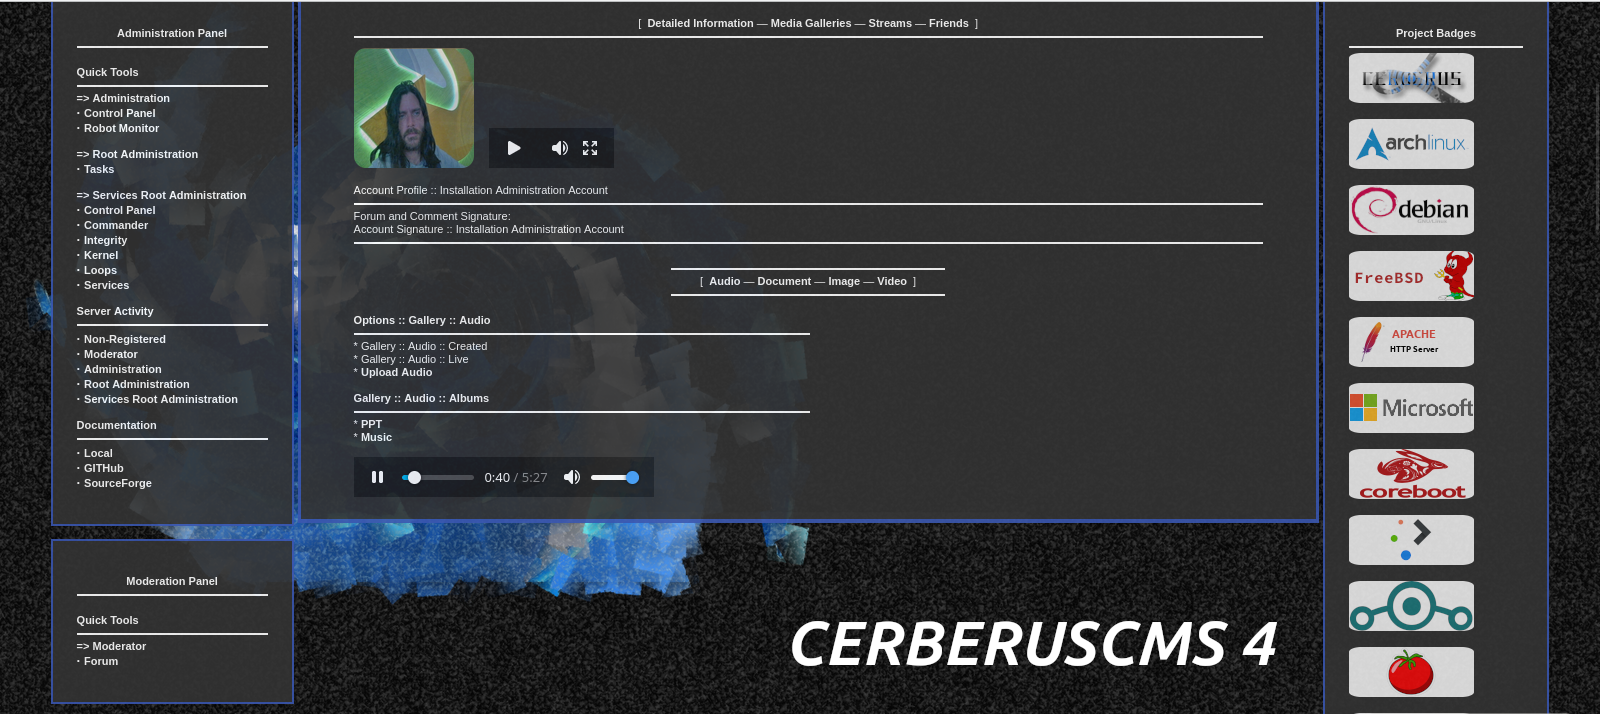 Administration Panel
Quick Tools
=> Administration
· Control Panel
· Robot Monitor
=> Root Administration
· Tasks
=> Services Root Administration
· Control Panel
· Commander
· Integrity
· Kernel
· Loops
· Services
Server Activity
· Non-Registered
· Moderator
· Administration
· Root Administration
· Services Root Administration
Documentation
· Local
· GITHub
· SourceForge
Moderation Panel
Quick Tools
=> Moderator
· Forum
[ Detailed Information — Media Galleries — Streams — Friends ]
Account Profile :: Installation Administration Account
Forum and Comment Signature:
Account Signature :: Installation Administration Account
[ Audio — Document — Image — Video ]
Options :: Gallery :: Audio
* Gallery :: Audio :: Created
* Gallery :: Audio :: Live
* Upload Audio
Gallery :: Audio :: Albums
* PPT
* Music
0:40 / 5:27
CERBERUSCMS 4
Project Badges
CERBERUS
archlinux
debian
FreeBSD
APACHE
HTTP Server
Microsoft
coreboot